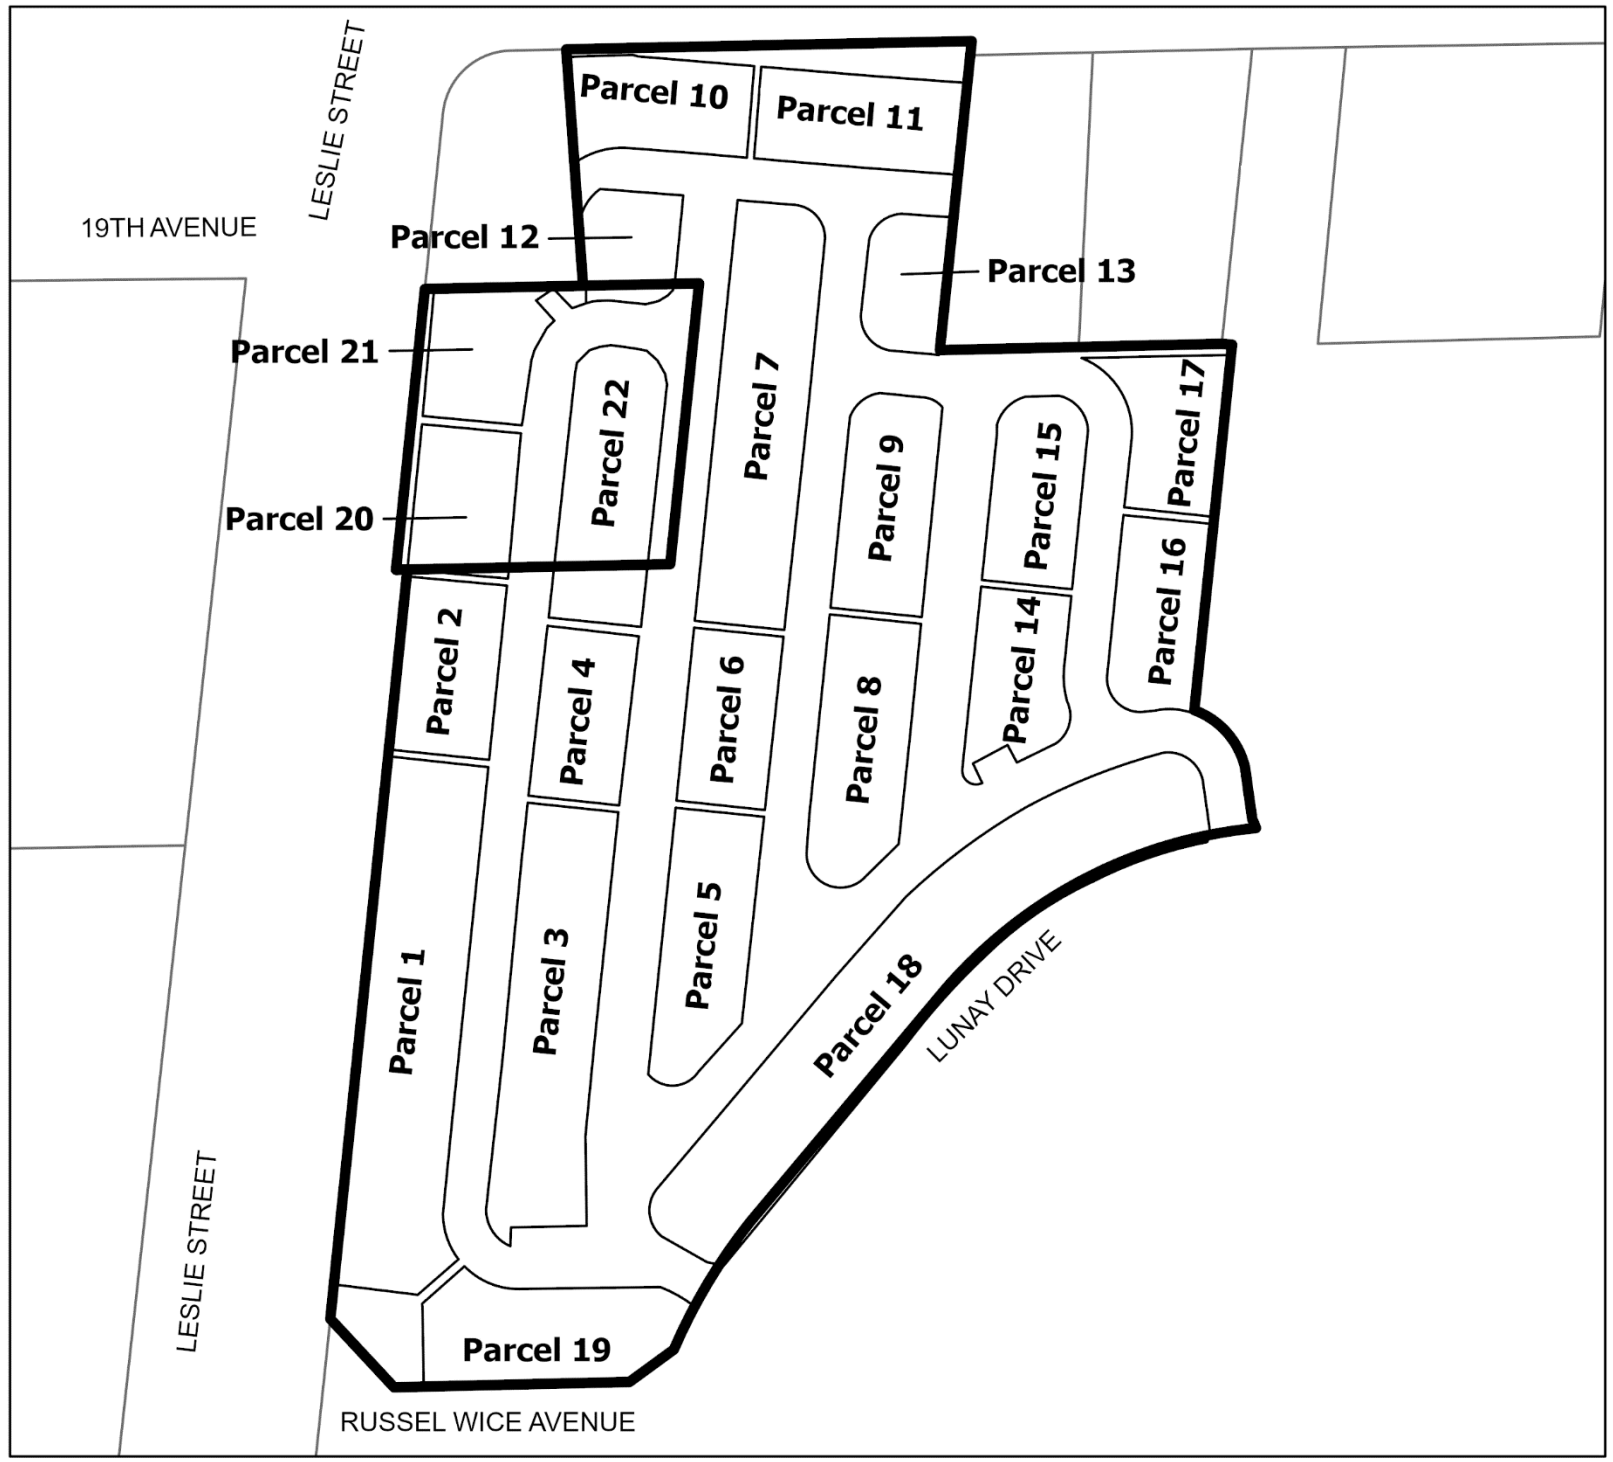 LESLIE STREET
19TH AVENUE
Parcel 10
Parcel 11
Parcel 12
Parcel 13
Parcel 21
Parcel 22
Parcel 7
Parcel 17
Parcel 20
Parcel 9
Parcel 15
Parcel 16
Parcel 2
Parcel 4
Parcel 6
Parcel 8
Parcel 14
Parcel 1
Parcel 3
Parcel 5
Parcel 18
LUNAY DRIVE
LESLIE STREET
Parcel 19
RUSSEL WICE AVENUE